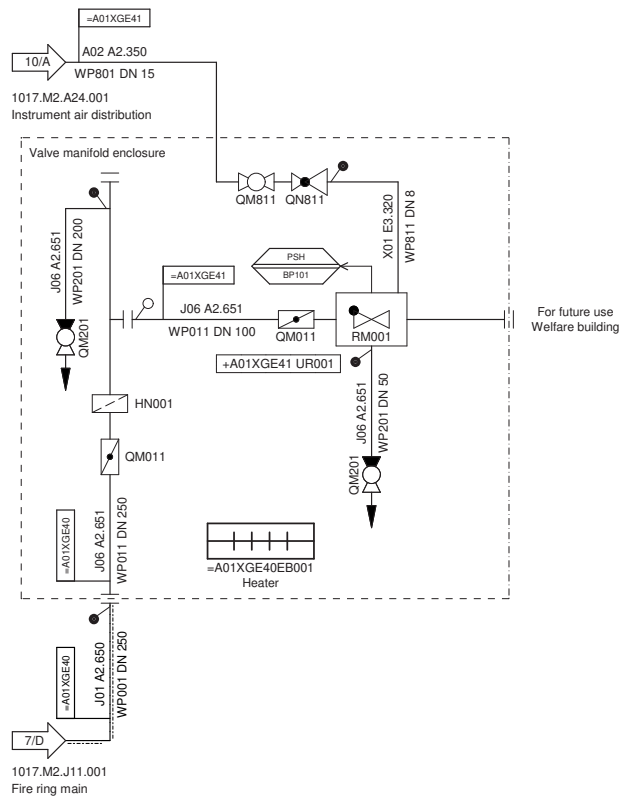 =A01XGE41
10/A
A02 A2.350
WP801 DN 15
1017.M2.A24.001
Instrument air distribution
Valve manifold enclosure
QM811
QN811
X01 E3.320
WP811 DN 8
J06 A2.651
WP201 DN 200
QM201
PSH
BP101
=A01XGE41
J06 A2.651
WP011 DN 100
QM011
RM001
For future use
Welfare building
+A01XGE41 UR001
J06 A2.651
WP201 DN 50
QM201
HN001
QM011
=A01XGE40
J06 A2.651
WP011 DN 250
=A01XGE40EB001
Heater
=A01XGE40
J01 A2.650
WP001 DN 250
7/D
1017.M2.J11.001
Fire ring main